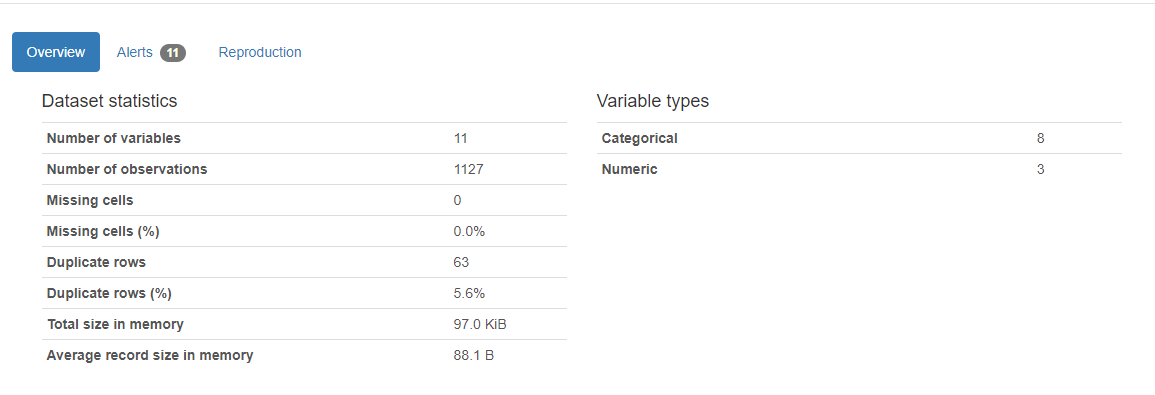 Overview Alerts 11 Reproduction
Dataset statistics
Number of variables 11
Number of observations 1127
Missing cells 0
Missing cells (%) 0.0%
Duplicate rows 63
Duplicate rows (%) 5.6%
Total size in memory 97.0 KiB
Average record size in memory 88.1 B
Variable types
Categorical 8
Numeric 3